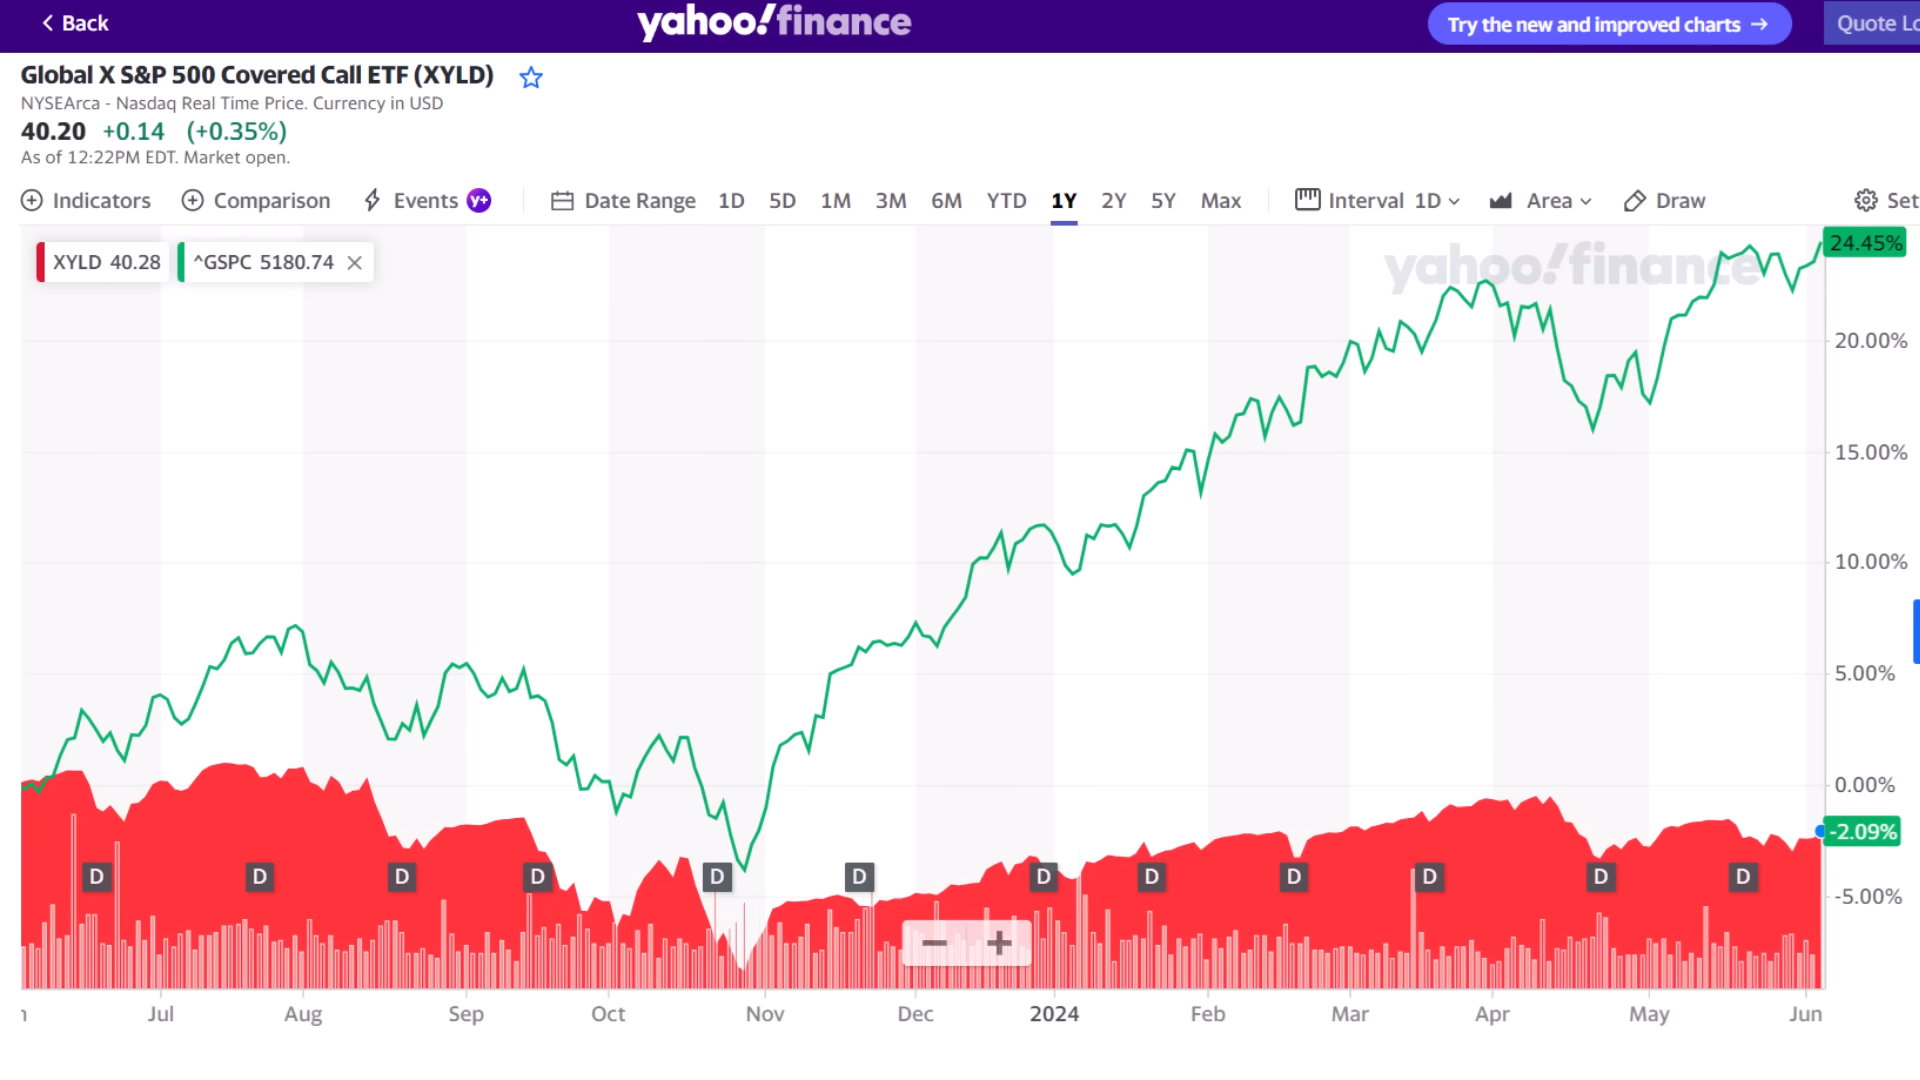 Back
yahoo!finance
Try the new and improved charts →
Quote Lo
Global X S&P 500 Covered Call ETF (XYLD)
NYSEArca - Nasdaq Real Time Price. Currency in USD
40.20 +0.14 (+0.35%)
As of 12:22PM EDT. Market open.
Indicators Comparison Events y+ Date Range 1D 5D 1M 3M 6M YTD 1Y 2Y 5Y Max Interval 1D Area Draw Set
XYLD 40.28 ^GSPC 5180.74
yahoo!finance
24.45%
20.00%
15.00%
10.00%
5.00%
0.00%
-2.09%
-5.00%
D D D D D D D D D D D D
− +
Jul Aug Sep Oct Nov Dec 2024 Feb Mar Apr May Jun